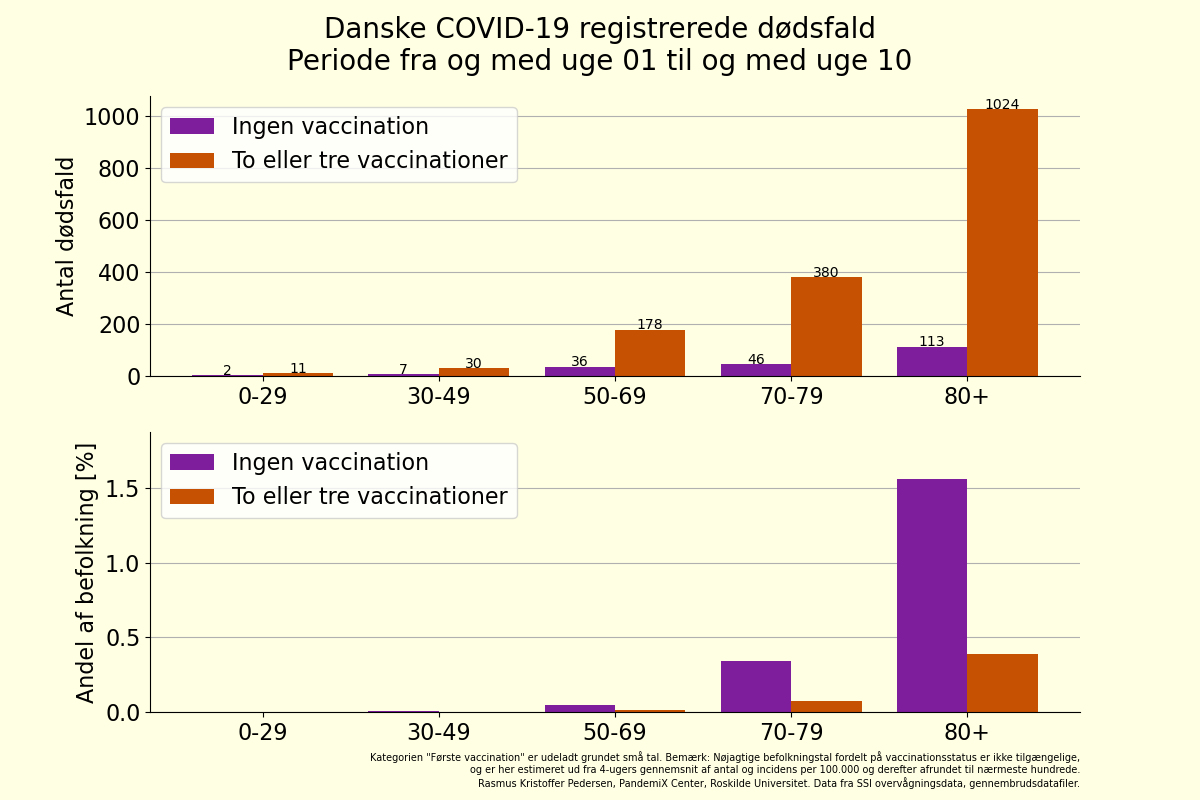 Danske COVID-19 registrerede dødsfald
Periode fra og med uge 01 til og med uge 10
Antal dødsfald
1000
800
600
400
200
0
Ingen vaccination
To eller tre vaccinationer
2
11
7
30
36
178
46
380
113
1024
0-29
30-49
50-69
70-79
80+
Andel af befolkning [%]
1.5
1.0
0.5
0.0
Ingen vaccination
To eller tre vaccinationer
0-29
30-49
50-69
70-79
80+
Kategorien "Første vaccination" er udeladt grundet små tal. Bemærk: Nøjagtige befolkningstal fordelt på vaccinationsstatus er ikke tilgængelige,
og er her estimeret ud fra 4-ugers gennemsnit af antal og incidens per 100.000 og derefter afrundet til nærmeste hundrede.
Rasmus Kristoffer Pedersen, PandemiX Center, Roskilde Universitet. Data fra SSI overvågningsdata, gennembrudsdatafiler.